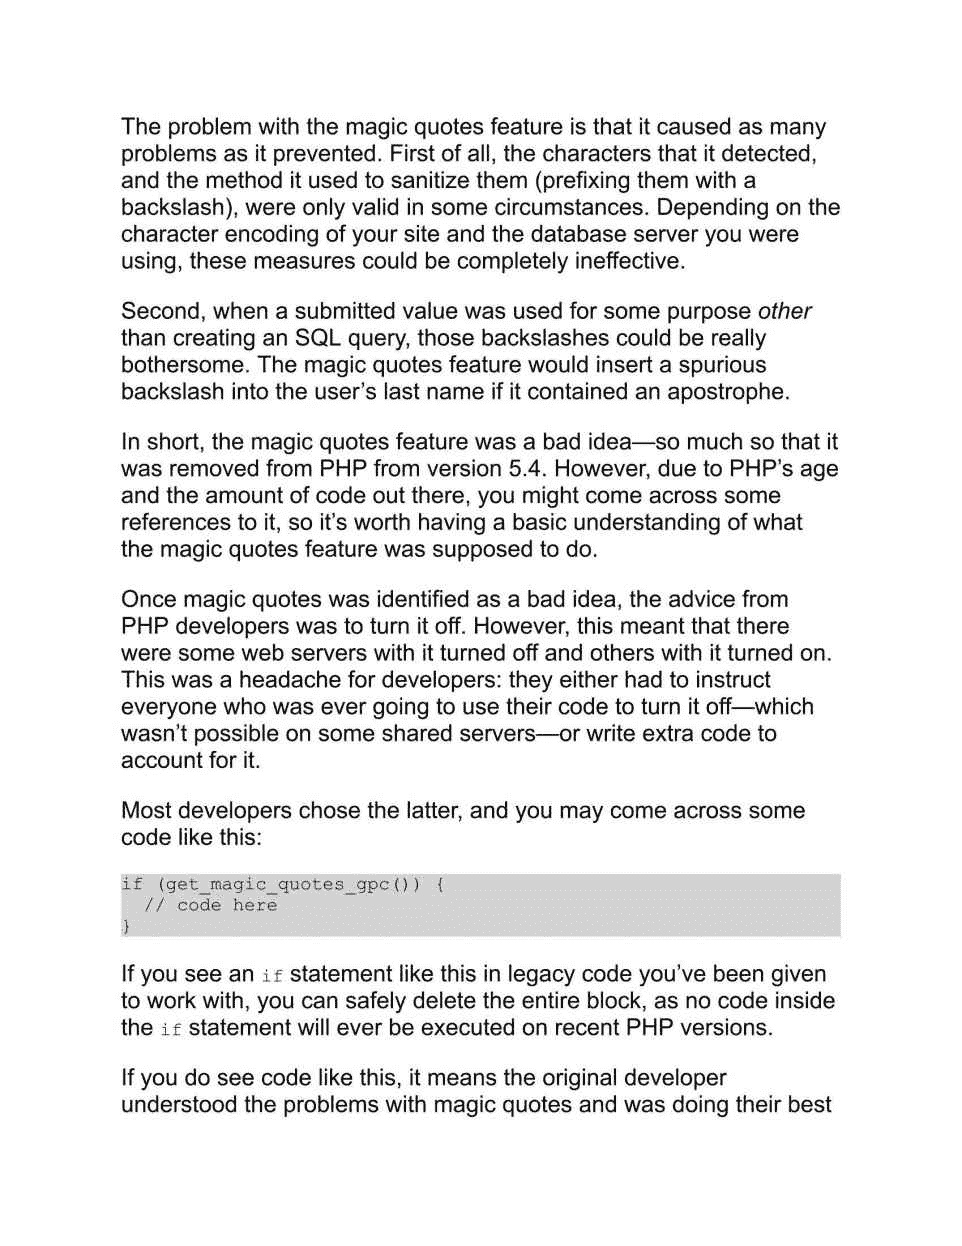 The problem with the magic quotes feature is that it caused as many
problems as it prevented. First of all, the characters that it detected,
and the method it used to sanitize them (prefixing them with a
backslash), were only valid in some circumstances. Depending on the
character encoding of your site and the database server you were
using, these measures could be completely ineffective.
Second, when a submitted value was used for some purpose other
than creating an SQL query, those backslashes could be really
bothersome. The magic quotes feature would insert a spurious
backslash into the user’s last name if it contained an apostrophe.
In short, the magic quotes feature was a bad idea—so much so that it
was removed from PHP from version 5.4. However, due to PHP’s age
and the amount of code out there, you might come across some
references to it, so it’s worth having a basic understanding of what
the magic quotes feature was supposed to do.
Once magic quotes was identified as a bad idea, the advice from
PHP developers was to turn it off. However, this meant that there
were some web servers with it turned off and others with it turned on.
This was a headache for developers: they either had to instruct
everyone who was ever going to use their code to turn it off—which
wasn’t possible on some shared servers—or write extra code to
account for it.
Most developers chose the latter, and you may come across some
code like this:
if (get_magic_quotes_gpc()) {
  // code here
}
If you see an if statement like this in legacy code you’ve been given
to work with, you can safely delete the entire block, as no code inside
the if statement will ever be executed on recent PHP versions.
If you do see code like this, it means the original developer
understood the problems with magic quotes and was doing their best